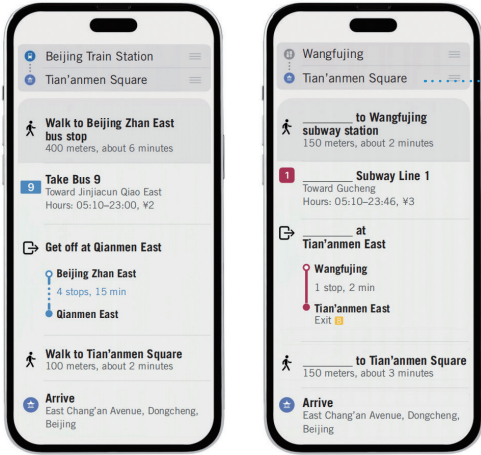 Beijing Train Station
Tian'anmen Square
Walk to Beijing Zhan East
bus stop
400 meters, about 6 minutes
9
Take Bus 9
Toward Jinjiacun Qiao East
Hours: 05:10–23:00, ¥2
Get off at Qianmen East
Beijing Zhan East
4 stops, 15 min
Qianmen East
Walk to Tian'anmen Square
100 meters, about 2 minutes
Arrive
East Chang'an Avenue, Dongcheng,
Beijing
Wangfujing
Tian'anmen Square
________ to Wangfujing
subway station
150 meters, about 2 minutes
1
________ Subway Line 1
Toward Gucheng
Hours: 05:10–23:46, ¥3
________ at
Tian'anmen East
Wangfujing
1 stop, 2 min
Tian'anmen East
Exit B
________ to Tian'anmen Square
150 meters, about 3 minutes
Arrive
East Chang'an Avenue, Dongcheng,
Beijing